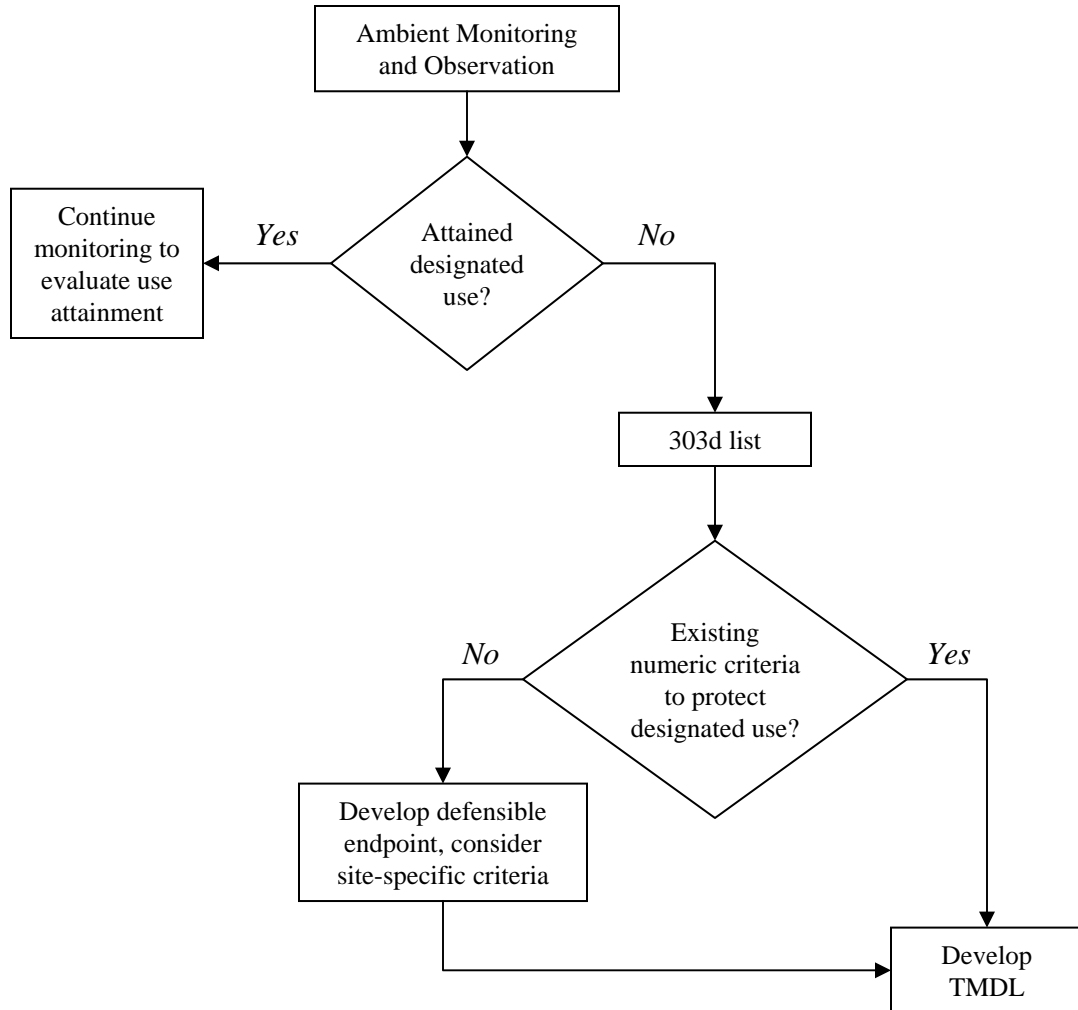 Ambient Monitoring
and Observation
Continue
monitoring to
evaluate use
attainment
Yes
Attained
designated
use?
No
303d list
No
Existing
numeric criteria
to protect
designated use?
Yes
Develop defensible
endpoint, consider
site-specific criteria
Develop
TMDL